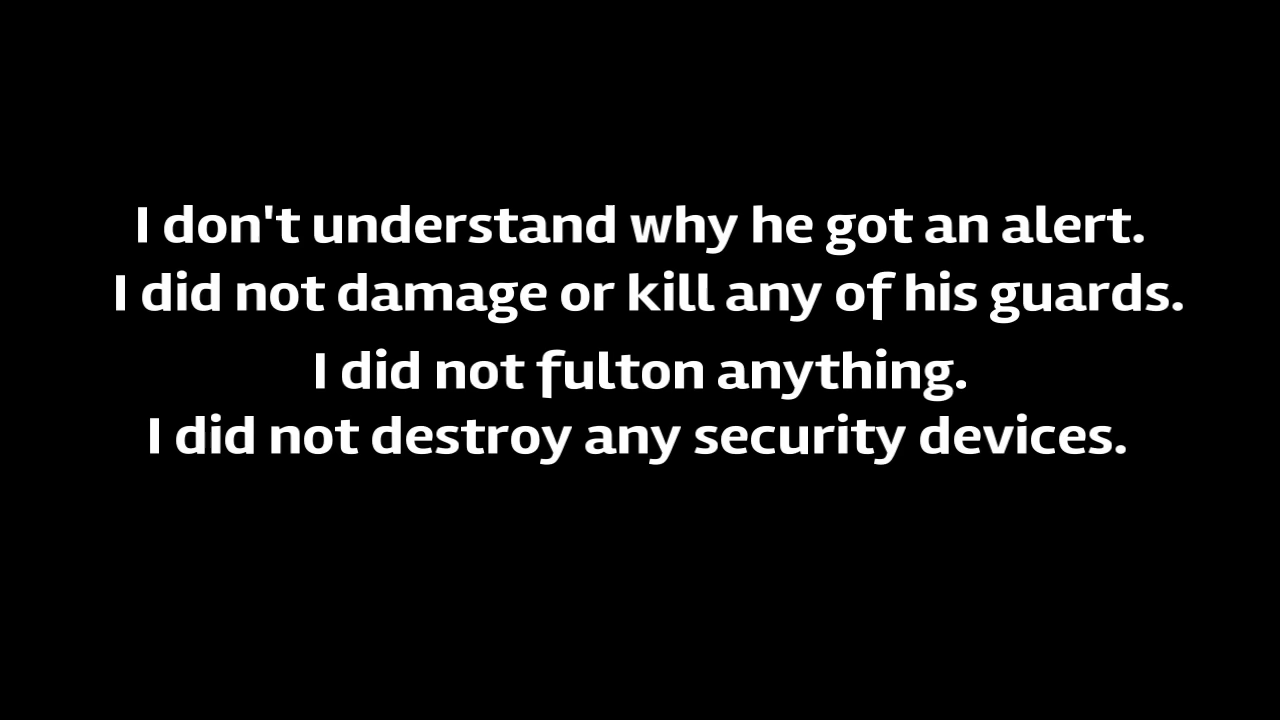 I don't understand why he got an alert.
I did not damage or kill any of his guards.
I did not fulton anything.
I did not destroy any security devices.